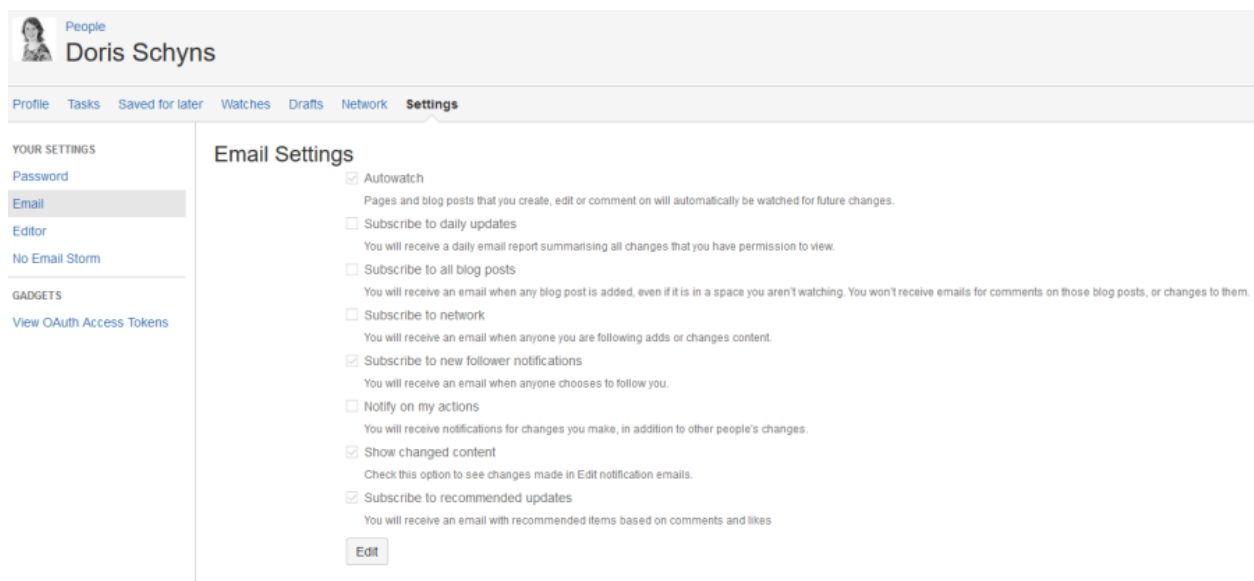 People
Doris Schyns
Profile Tasks Saved for later Watches Drafts Network Settings
YOUR SETTINGS
Password
Email
Editor
No Email Storm
GADGETS
View OAuth Access Tokens
Email Settings
Autowatch
Pages and blog posts that you create, edit or comment on will automatically be watched for future changes.
Subscribe to daily updates
You will receive a daily email report summarising all changes that you have permission to view.
Subscribe to all blog posts
You will receive an email when any blog post is added, even if it is in a space you aren't watching. You won't receive emails for comments on those blog posts, or changes to them.
Subscribe to network
You will receive an email when anyone you are following adds or changes content.
Subscribe to new follower notifications
You will receive an email when anyone chooses to follow you.
Notify on my actions
You will receive notifications for changes you make, in addition to other people's changes.
Show changed content
Check this option to see changes made in Edit notification emails.
Subscribe to recommended updates
You will receive an email with recommended items based on comments and likes
Edit